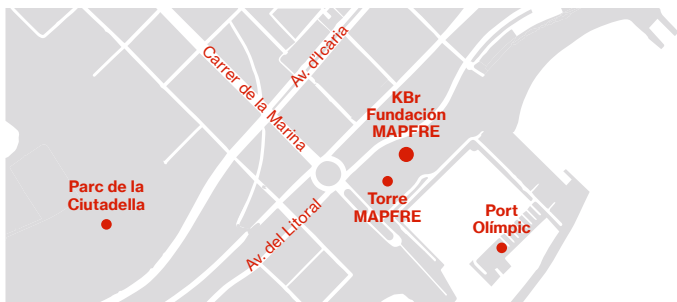 Carrer de la Marina
Av. d'Icària
KBr
Fundación
MAPFRE
Parc de la
Ciutadella
Torre
MAPFRE
Av. del Litoral
Port
Olímpic